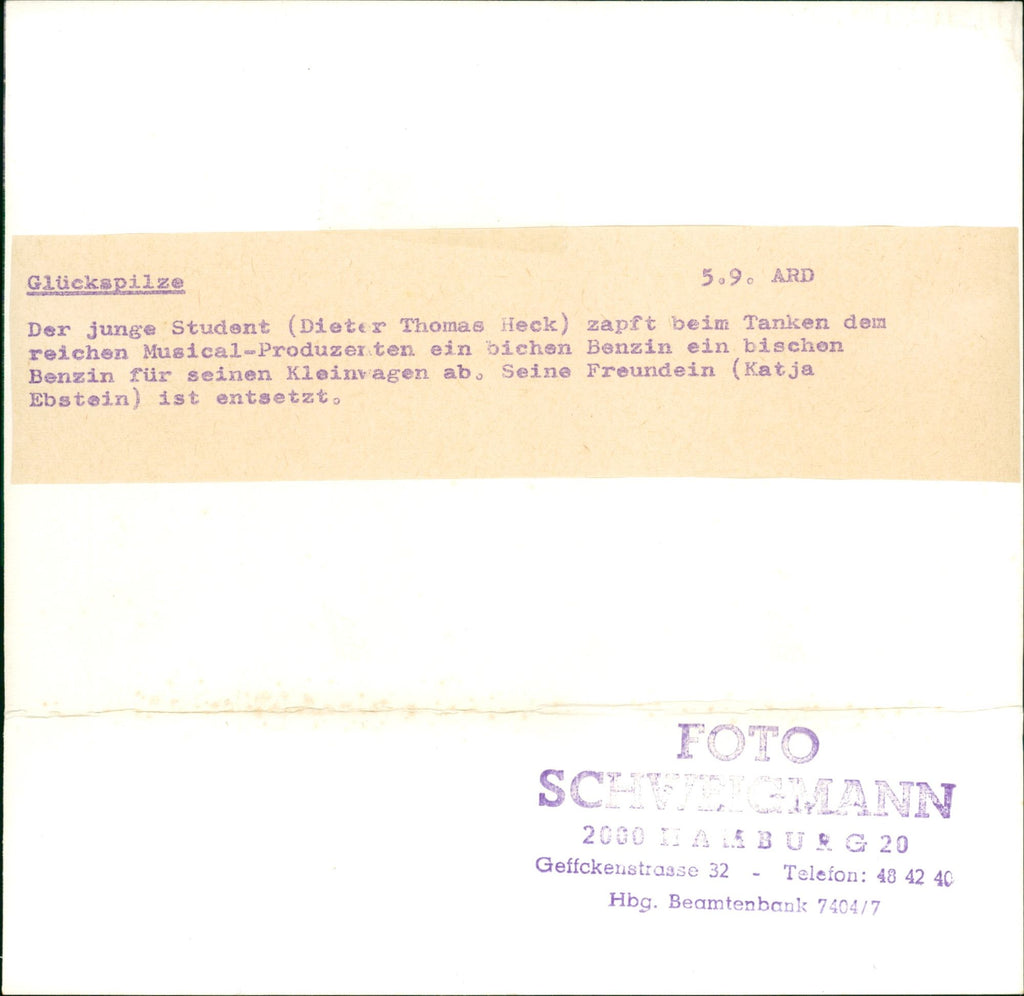 Glückspilze 5.9. ARD
Der junge Student (Dieter Thomas Heck) zapft beim Tanken dem
reichen Musical-Produzenten ein bichen Benzin ein bischen
Benzin für seinen Kleinwagen ab. Seine Freundein (Katja
Ebstein) ist entsetzt.
FOTO
SCHWEIGMANN
2000 HAMBURG 20
Geffckenstrasse 32 - Telefon: 48 42 40
Hbg. Beamtenbank 7404/7